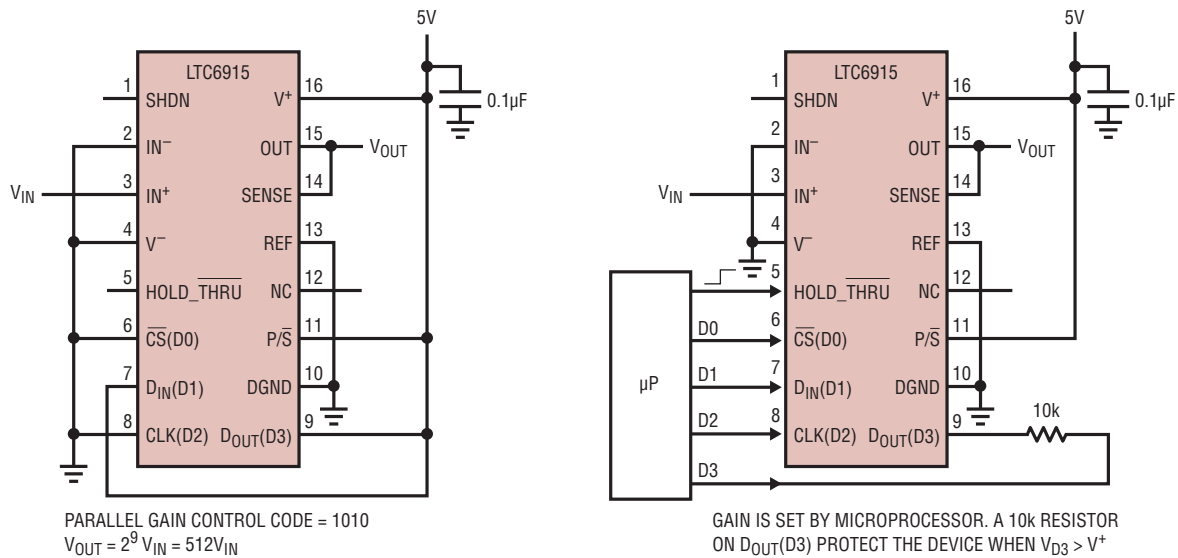 5V
LTC6915
1
SHDN
16
V+
0.1µF
2
IN−
15
OUT
VOUT
VIN
3
IN+
14
SENSE
4
V−
13
REF
5
HOLD_THRU
12
NC
6
CS(D0)
11
P/S
7
DIN(D1)
10
DGND
8
CLK(D2)
9
DOUT(D3)
PARALLEL GAIN CONTROL CODE = 1010
VOUT = 2⁹ VIN = 512VIN
5V
LTC6915
1
SHDN
16
V+
0.1µF
2
IN−
15
OUT
VOUT
VIN
3
IN+
14
SENSE
4
V−
13
REF
5
HOLD_THRU
12
NC
µP
D0
6
CS(D0)
11
P/S
D1
7
DIN(D1)
10
DGND
D2
8
CLK(D2)
9
DOUT(D3)
10k
D3
GAIN IS SET BY MICROPROCESSOR. A 10k RESISTOR
ON DOUT(D3) PROTECT THE DEVICE WHEN VD3 > V+